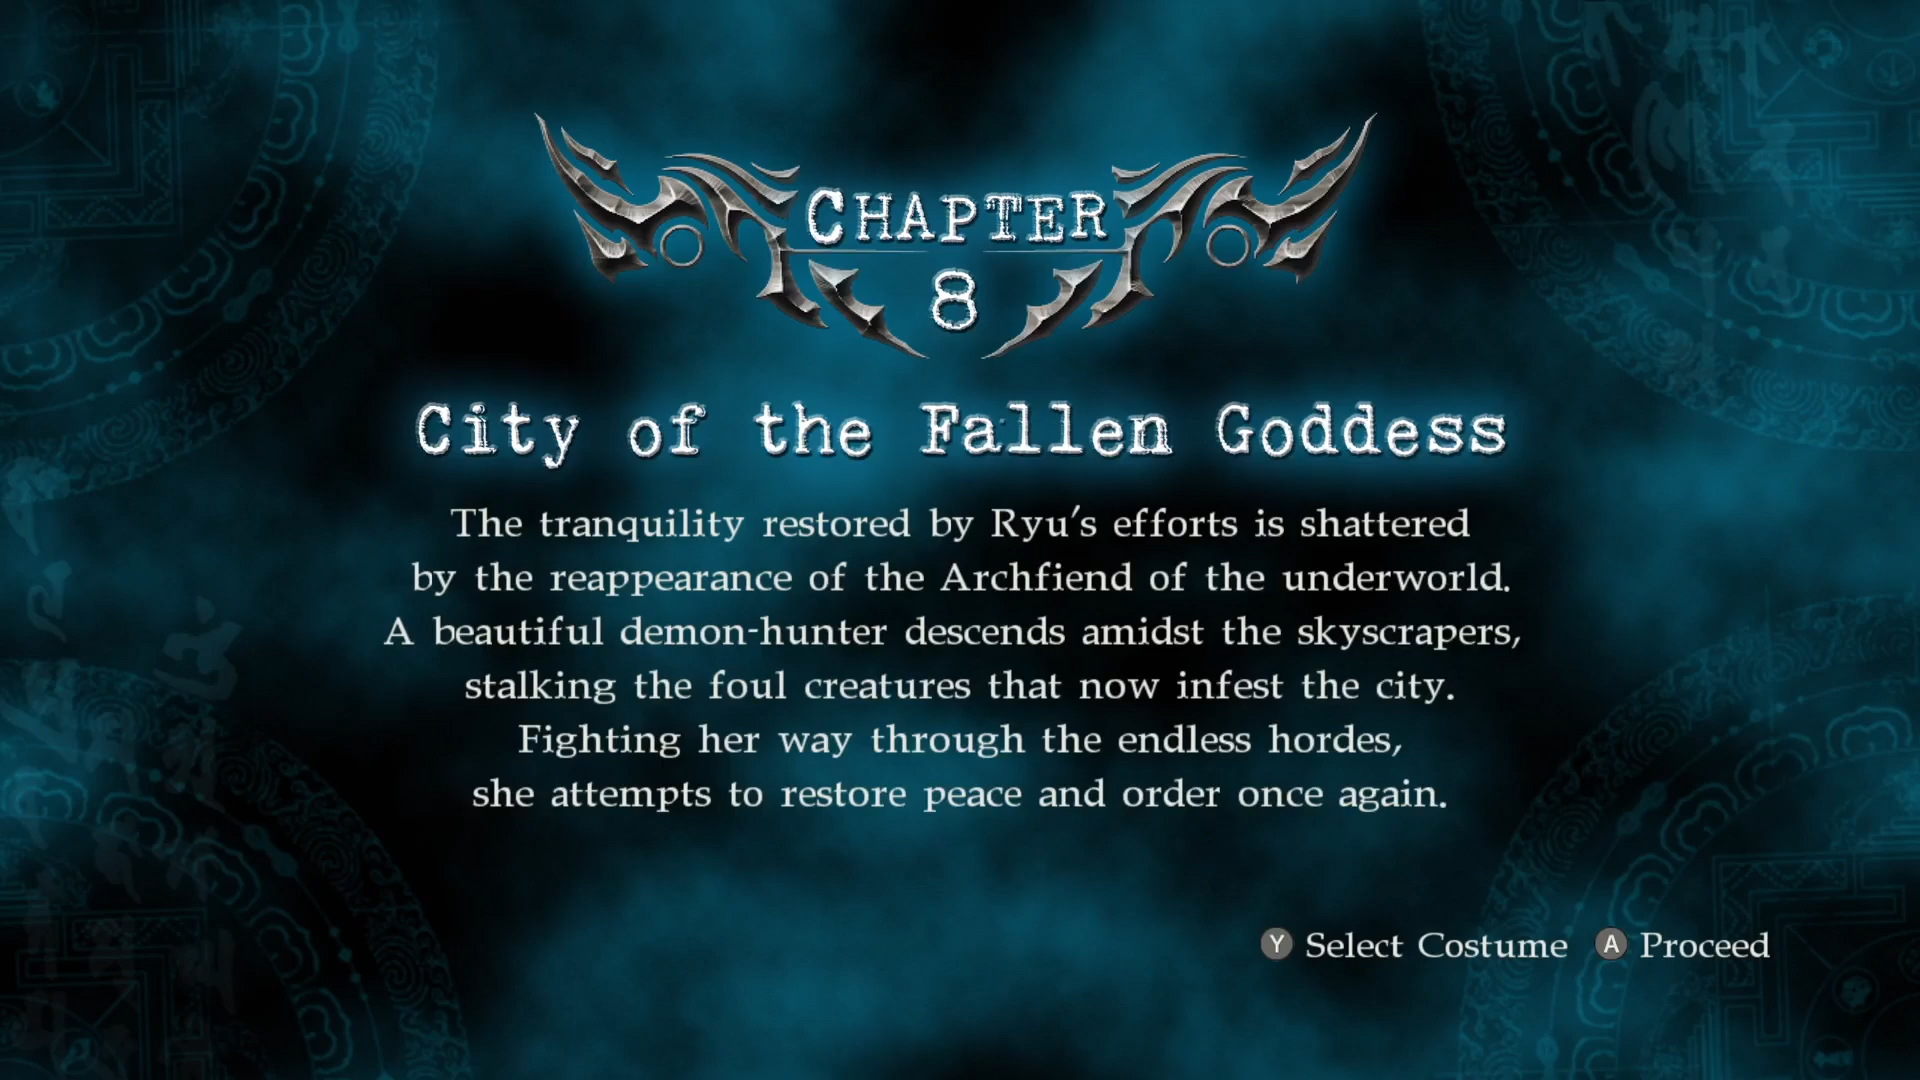 CHAPTER
8
City of the Fallen Goddess
The tranquility restored by Ryu's efforts is shattered
by the reappearance of the Archfiend of the underworld.
A beautiful demon-hunter descends amidst the skyscrapers,
stalking the foul creatures that now infest the city.
Fighting her way through the endless hordes,
she attempts to restore peace and order once again.
Y Select Costume A Proceed